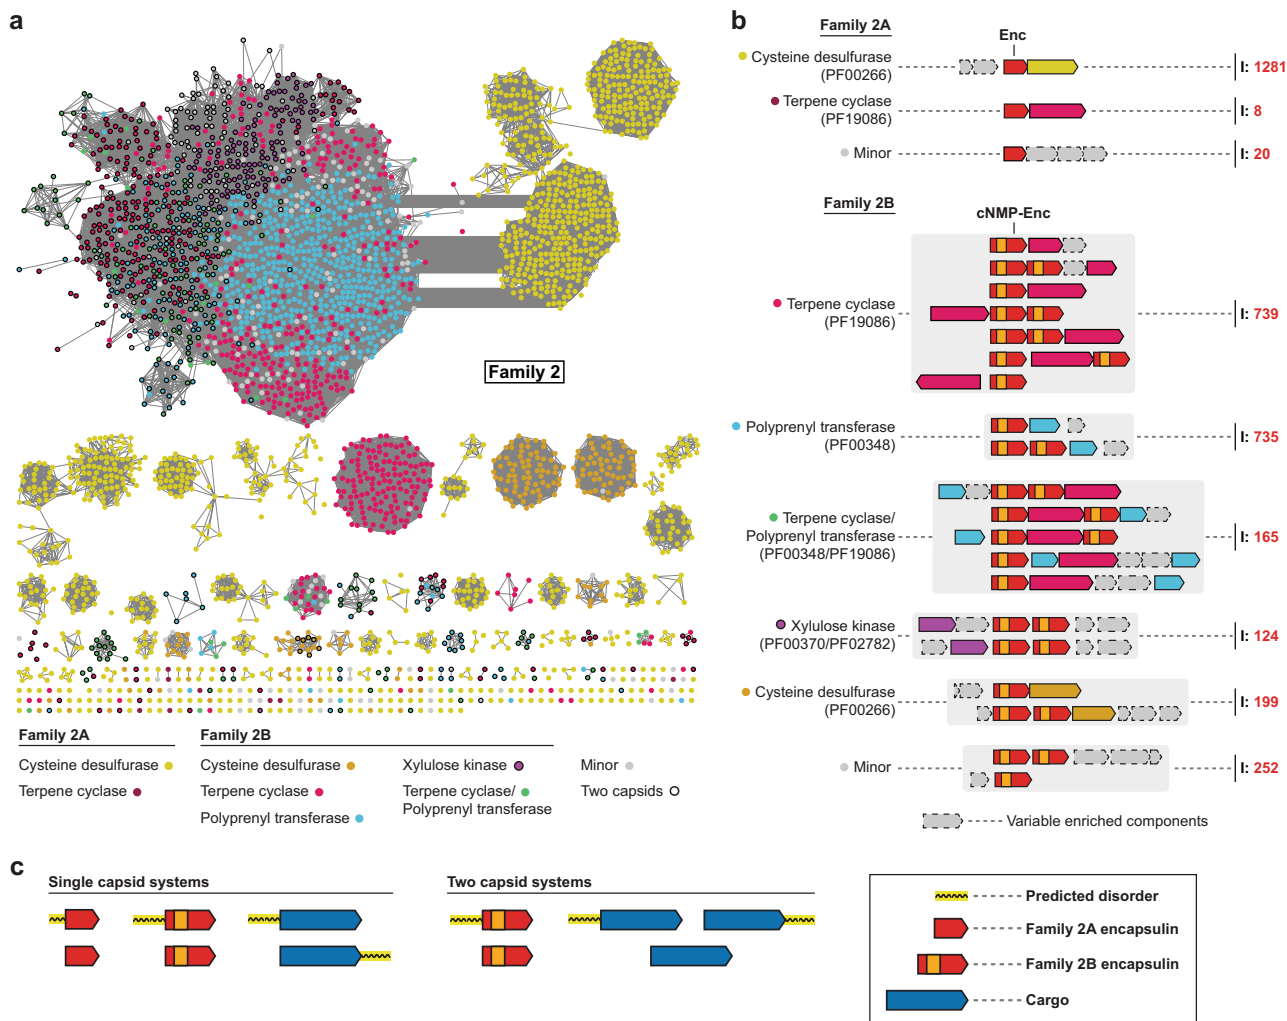 a
Family 2
Family 2A
Cysteine desulfurase
Terpene cyclase
Family 2B
Cysteine desulfurase
Terpene cyclase
Polyprenyl transferase
Xylulose kinase
Terpene cyclase/
Polyprenyl transferase
Minor
Two capsids
b
Family 2A
Enc
Cysteine desulfurase
(PF00266)
I: 1281
Terpene cyclase
(PF19086)
I: 8
Minor
I: 20
Family 2B
cNMP-Enc
Terpene cyclase
(PF19086)
I: 739
Polyprenyl transferase
(PF00348)
I: 735
Terpene cyclase/
Polyprenyl transferase
(PF00348/PF19086)
I: 165
Xylulose kinase
(PF00370/PF02782)
I: 124
Cysteine desulfurase
(PF00266)
I: 199
Minor
I: 252
Variable enriched components
c
Single capsid systems
Two capsid systems
Predicted disorder
Family 2A encapsulin
Family 2B encapsulin
Cargo